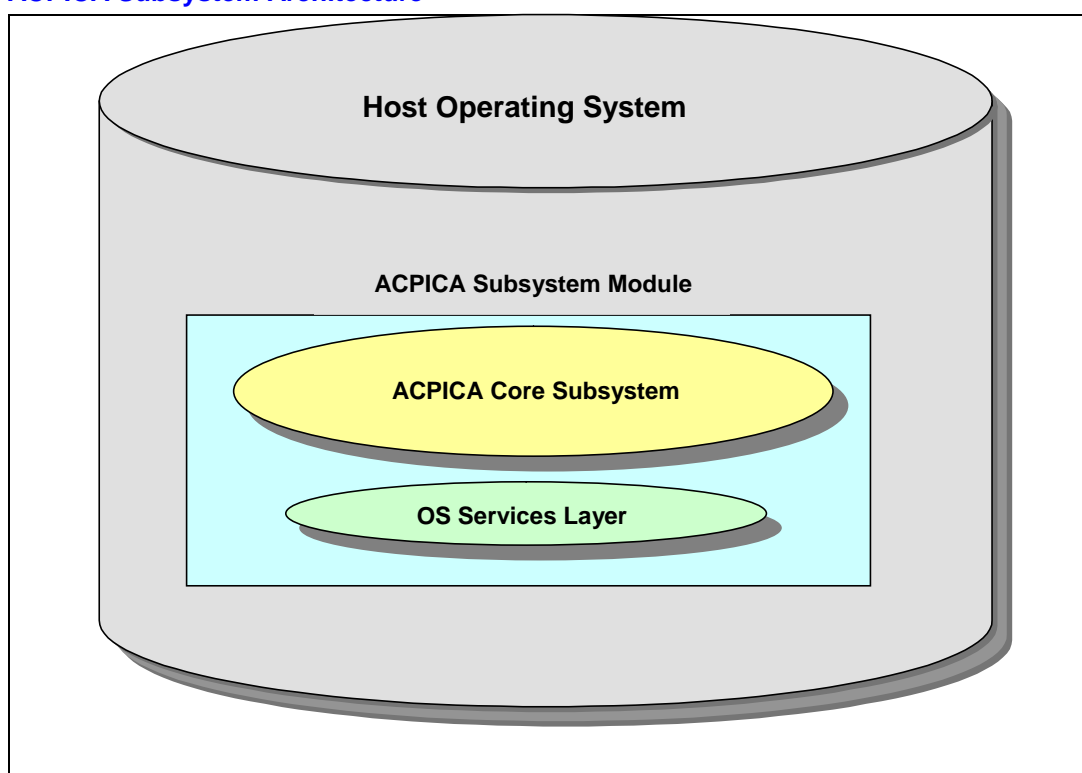 Host Operating System
ACPICA Subsystem Module
ACPICA Core Subsystem
OS Services Layer